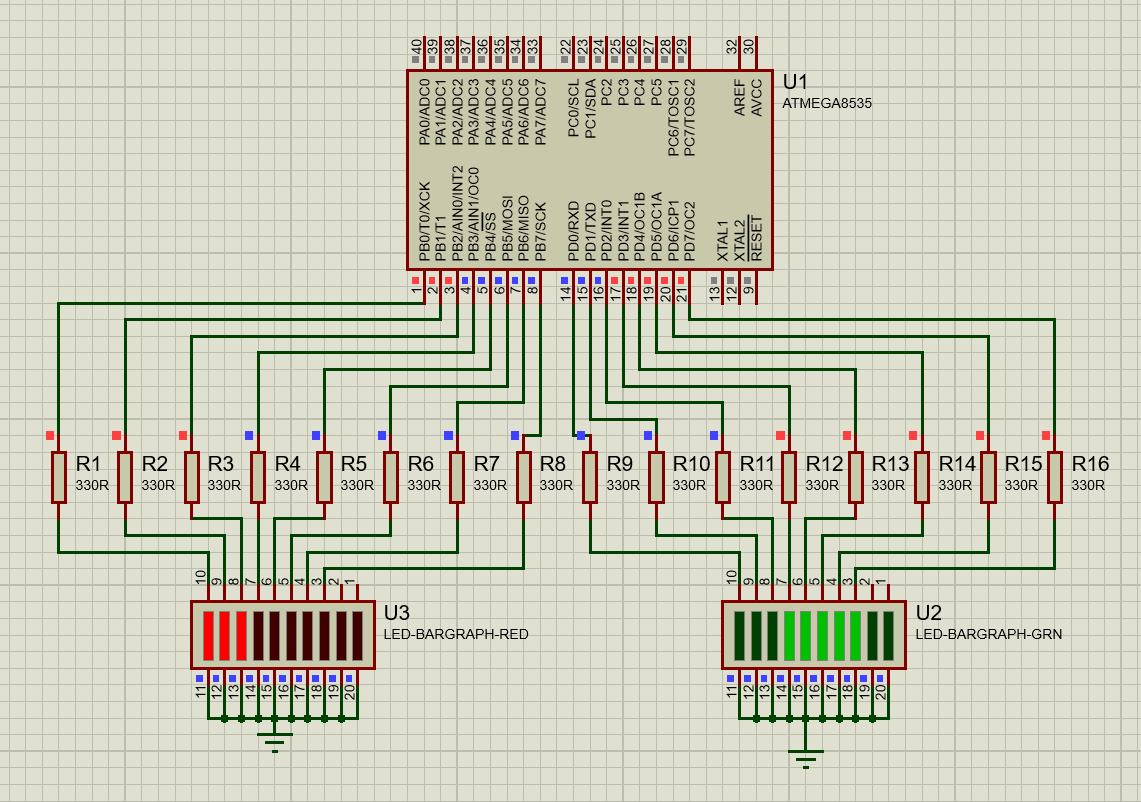 40 39 38 37 36 35 34 33 22 23 24 25 26 27 28 29 32 30
U1
ATMEGA8535
PA0/ADC0
PA1/ADC1
PA2/ADC2
PA3/ADC3
PA4/ADC4
PA5/ADC5
PA6/ADC6
PA7/ADC7
PC0/SCL
PC1/SDA
PC2
PC3
PC4
PC5
PC6/TOSC1
PC7/TOSC2
AREF
AVCC
PB0/T0/XCK
PB1/T1
PB2/AIN0/INT2
PB3/AIN1/OC0
PB4/SS
PB5/MOSI
PB6/MISO
PB7/SCK
PD0/RXD
PD1/TXD
PD2/INT0
PD3/INT1
PD4/OC1B
PD5/OC1A
PD6/ICP1
PD7/OC2
XTAL1
XTAL2
RESET
1 2 3 4 5 6 7 8 14 15 16 17 18 19 20 21 13 12 9
R1 R2 R3 R4 R5 R6 R7 R8 R9 R10 R11 R12 R13 R14 R15 R16
330R 330R 330R 330R 330R 330R 330R 330R 330R 330R 330R 330R 330R 330R 330R 330R
10 9 8 7 6 5 4 3 2 1
U3
LED-BARGRAPH-RED
11 12 13 14 15 16 17 18 19 20
10 9 8 7 6 5 4 3 2 1
U2
LED-BARGRAPH-GRN
11 12 13 14 15 16 17 18 19 20